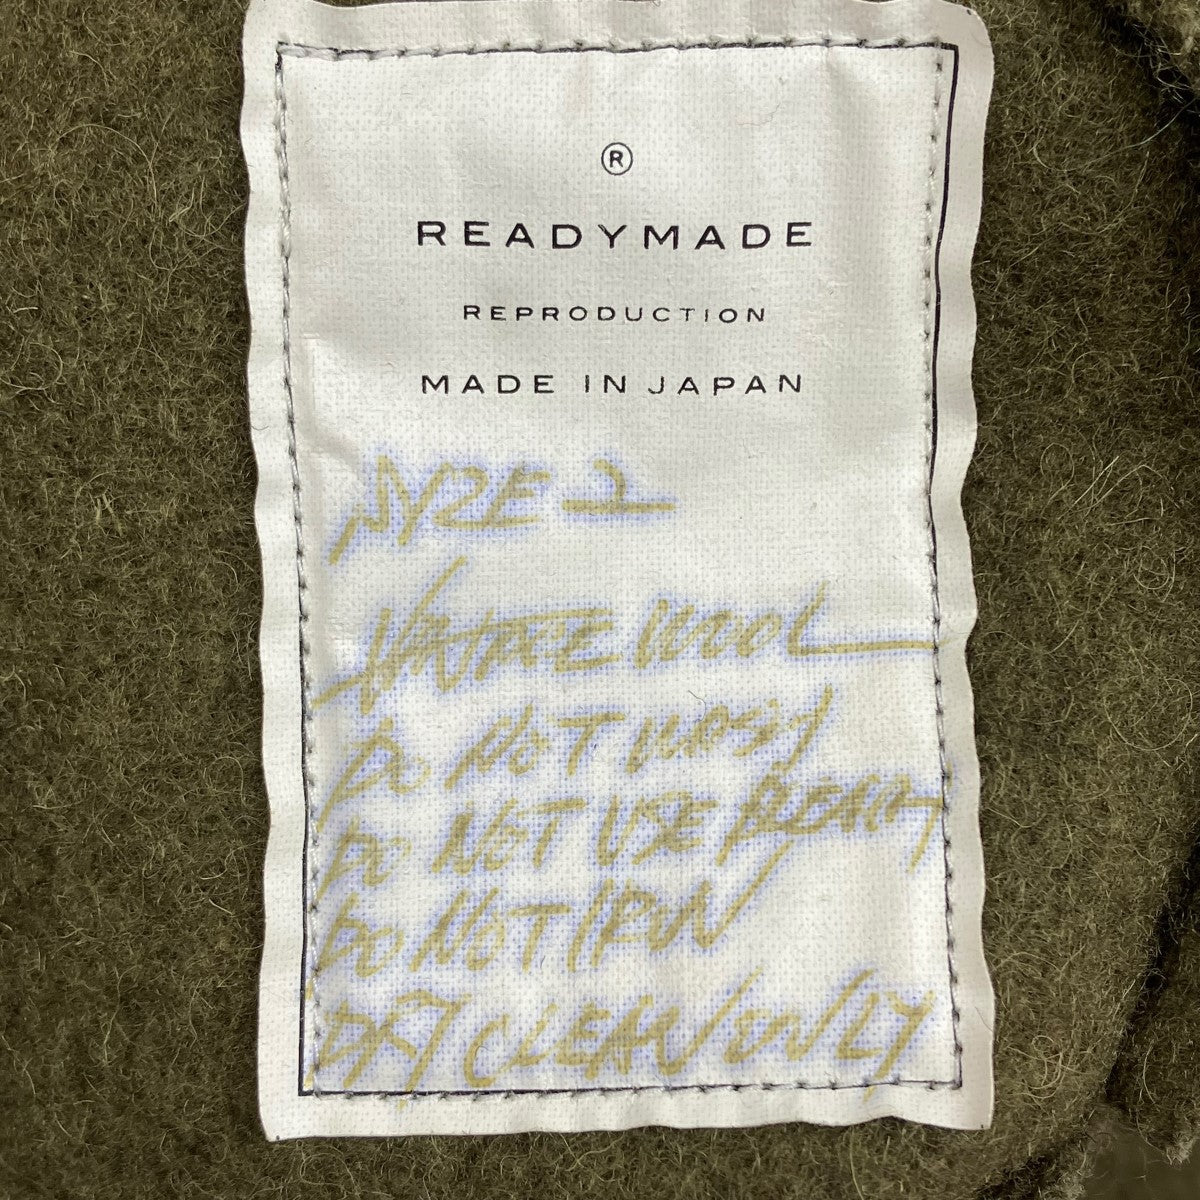 ®
READYMADE
REPRODUCTION
MADE IN JAPAN
SIZE 2
VINTAGE WOOL
DO NOT WASH
DO NOT USE BLEACH
DO NOT IRON
DRY CLEAN ONLY